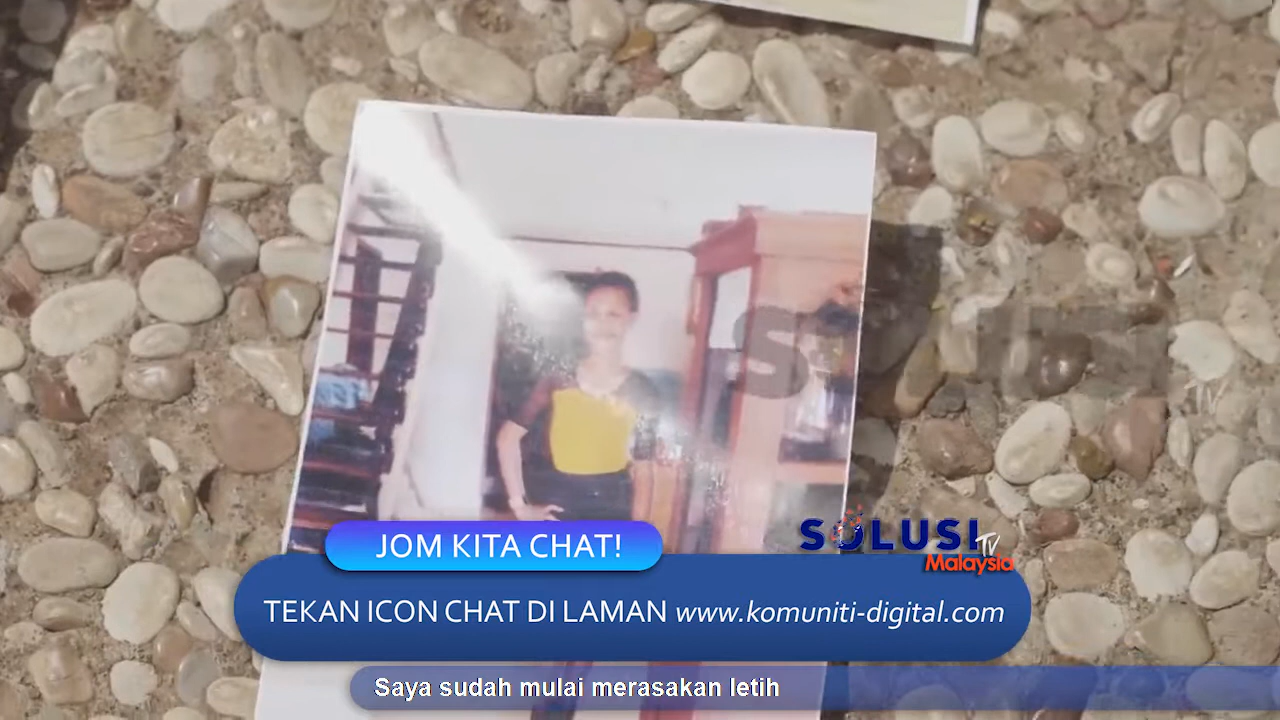 SOLUSI
TV
Malaysia
JOM KITA CHAT!
TEKAN ICON CHAT DI LAMAN www.komuniti-digital.com
Saya sudah mulai merasakan letih